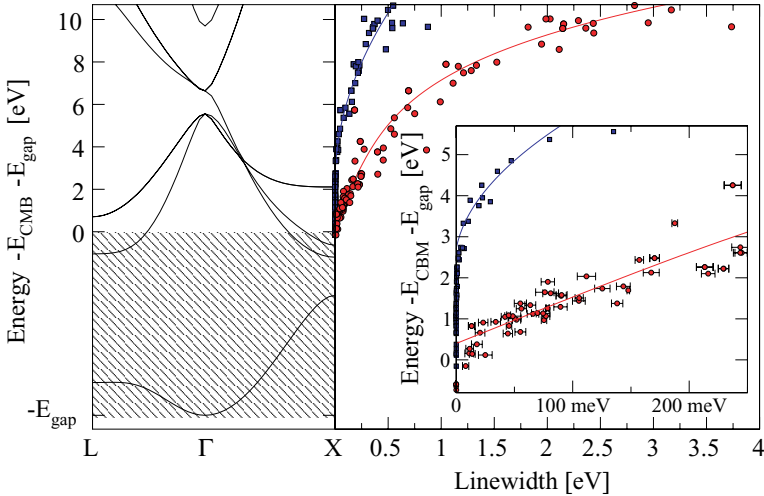 Energy -E_CMB -E_gap [eV]
10
8
6
4
2
0
-E_gap
L
Γ
X
0.5
1
1.5
2
2.5
3
3.5
4
Linewidth [eV]
Energy -E_CBM -E_gap [eV]
5
4
3
2
1
0
0
100 meV
200 meV